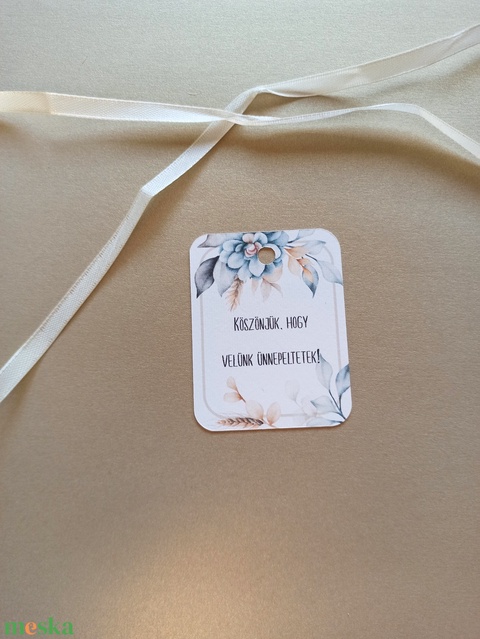 Köszönjük, hogy
velünk ünnepeltetek!
meska